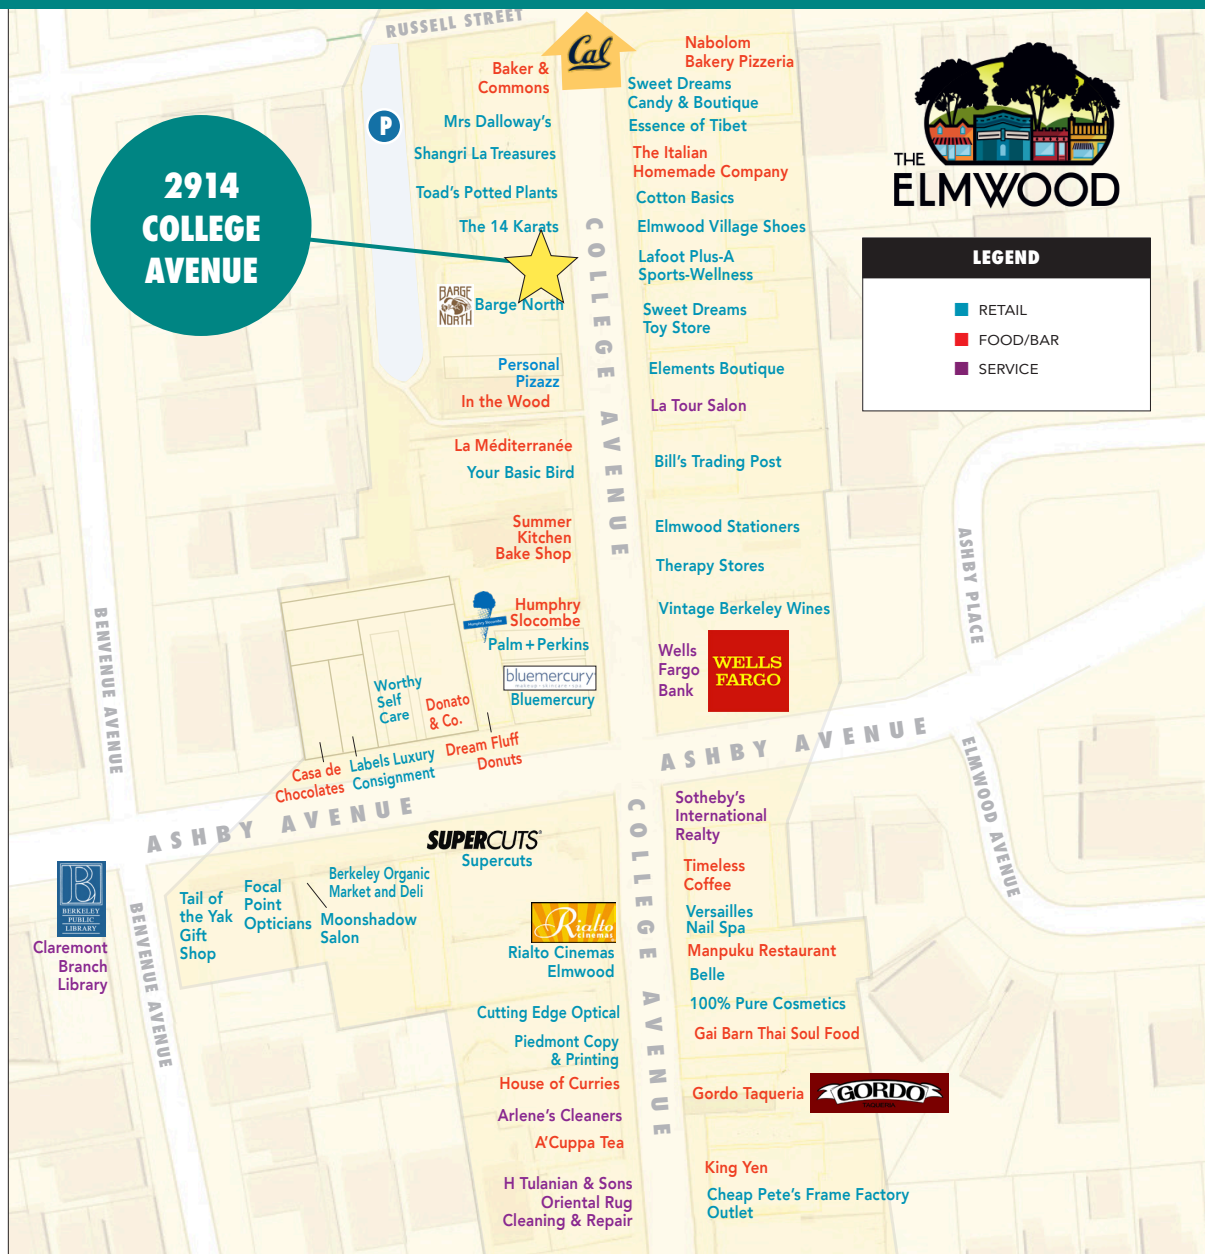 RUSSELL STREET
Cal
Baker &
Commons
Mrs Dalloway's
Shangri La Treasures
Toad's Potted Plants
The 14 Karats
P
2914
COLLEGE
AVENUE
BARGE
NORTH
Barge North
Personal
Pizazz
In the Wood
La Méditerranée
Your Basic Bird
Summer
Kitchen
Bake Shop
Humphry Slocombe
Humphry
Slocombe
Palm + Perkins
bluemercury
makeup·skincare·spa
Bluemercury
Worthy
Self
Care
Donato
& Co.
Casa de
Chocolates
Labels Luxury
Consignment
Dream Fluff
Donuts
Nabolom
Bakery Pizzeria
Sweet Dreams
Candy & Boutique
Essence of Tibet
The Italian
Homemade Company
Cotton Basics
Elmwood Village Shoes
Lafoot Plus-A
Sports-Wellness
Sweet Dreams
Toy Store
Elements Boutique
La Tour Salon
Bill's Trading Post
Elmwood Stationers
Therapy Stores
Vintage Berkeley Wines
Wells
Fargo
Bank
WELLS
FARGO
COLLEGE AVENUE
THE
ELMWOOD
LEGEND
RETAIL
FOOD/BAR
SERVICE
ASHBY PLACE
BENVENUE AVENUE
ASHBY AVENUE
ASHBY AVENUE
ELMWOOD AVENUE
B
BERKELEY
PUBLIC
LIBRARY
Claremont
Branch
Library
BENVENUE AVENUE
Tail of
the Yak
Gift
Shop
Focal
Point
Opticians
Berkeley Organic
Market and Deli
Moonshadow
Salon
SUPERCUTS
Supercuts
Rialto
cinemas
Rialto Cinemas
Elmwood
Cutting Edge Optical
Piedmont Copy
& Printing
House of Curries
Arlene's Cleaners
A'Cuppa Tea
H Tulanian & Sons
Oriental Rug
Cleaning & Repair
COLLEGE AVENUE
Sotheby's
International
Realty
Timeless
Coffee
Versailles
Nail Spa
Manpuku Restaurant
Belle
100% Pure Cosmetics
Gai Barn Thai Soul Food
Gordo Taqueria
GORDO
TAQUERIA
King Yen
Cheap Pete's Frame Factory
Outlet